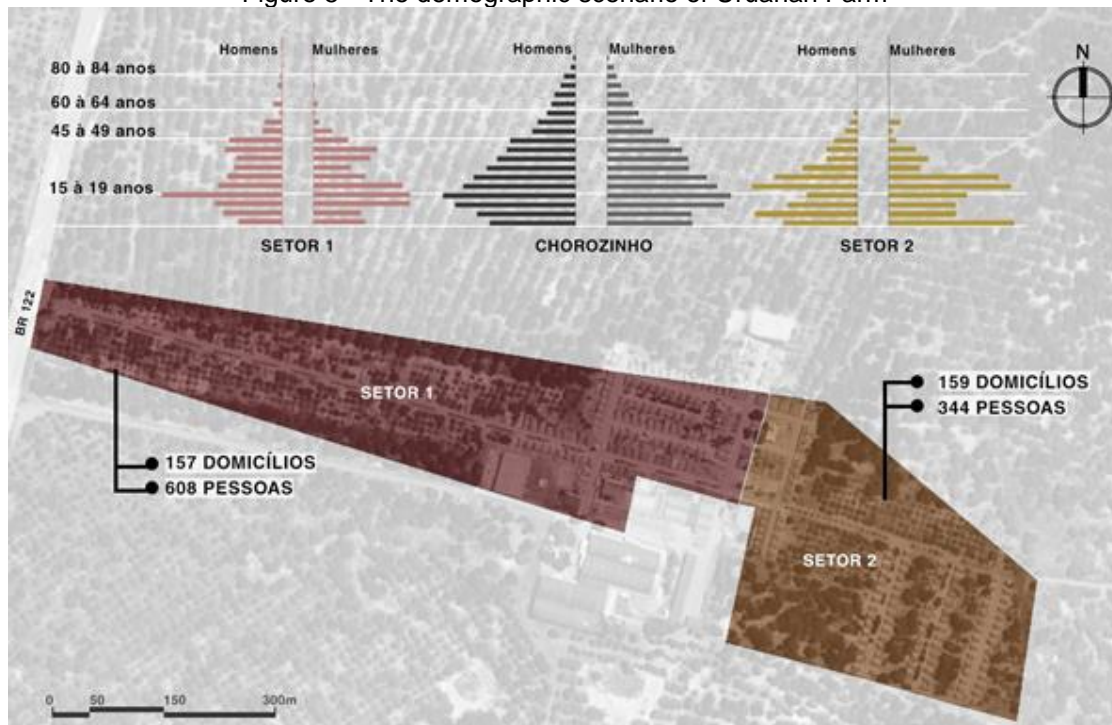 Homens Mulheres Homens Mulheres Homens Mulheres
N
80 à 84 anos
60 à 64 anos
45 à 49 anos
15 à 19 anos
SETOR 1 CHOROZINHO SETOR 2
BR 122
SETOR 1
159 DOMICÍLIOS
344 PESSOAS
157 DOMICÍLIOS
608 PESSOAS
SETOR 2
0 50 150 300m